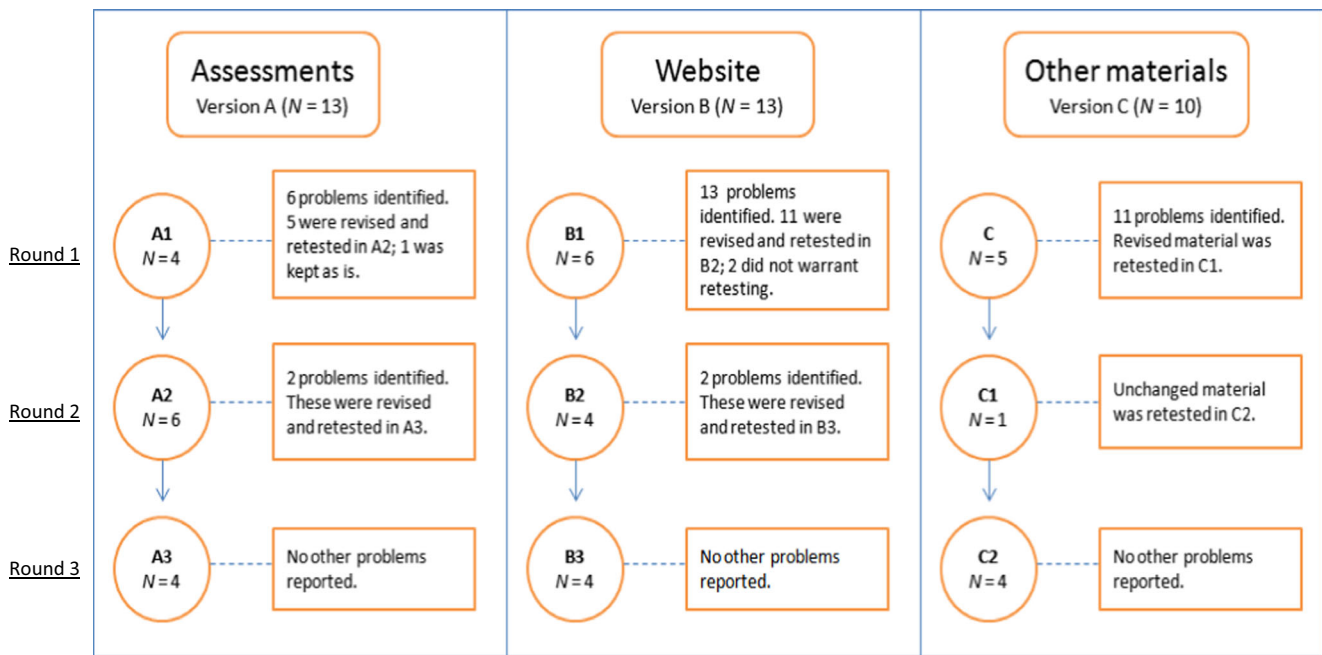 Assessments
Version A (N = 13)
Website
Version B (N = 13)
Other materials
Version C (N = 10)
Round 1
A1
N = 4
6 problems identified.
5 were revised and
retested in A2; 1 was
kept as is.
B1
N = 6
13 problems
identified. 11 were
revised and retested in
B2; 2 did not warrant
retesting.
C
N = 5
11 problems identified.
Revised material was
retested in C1.
Round 2
A2
N = 6
2 problems identified.
These were revised
and retested in A3.
B2
N = 4
2 problems identified.
These were revised
and retested in B3.
C1
N = 1
Unchanged material
was retested in C2.
Round 3
A3
N = 4
No other problems
reported.
B3
N = 4
No other problems
reported.
C2
N = 4
No other problems
reported.